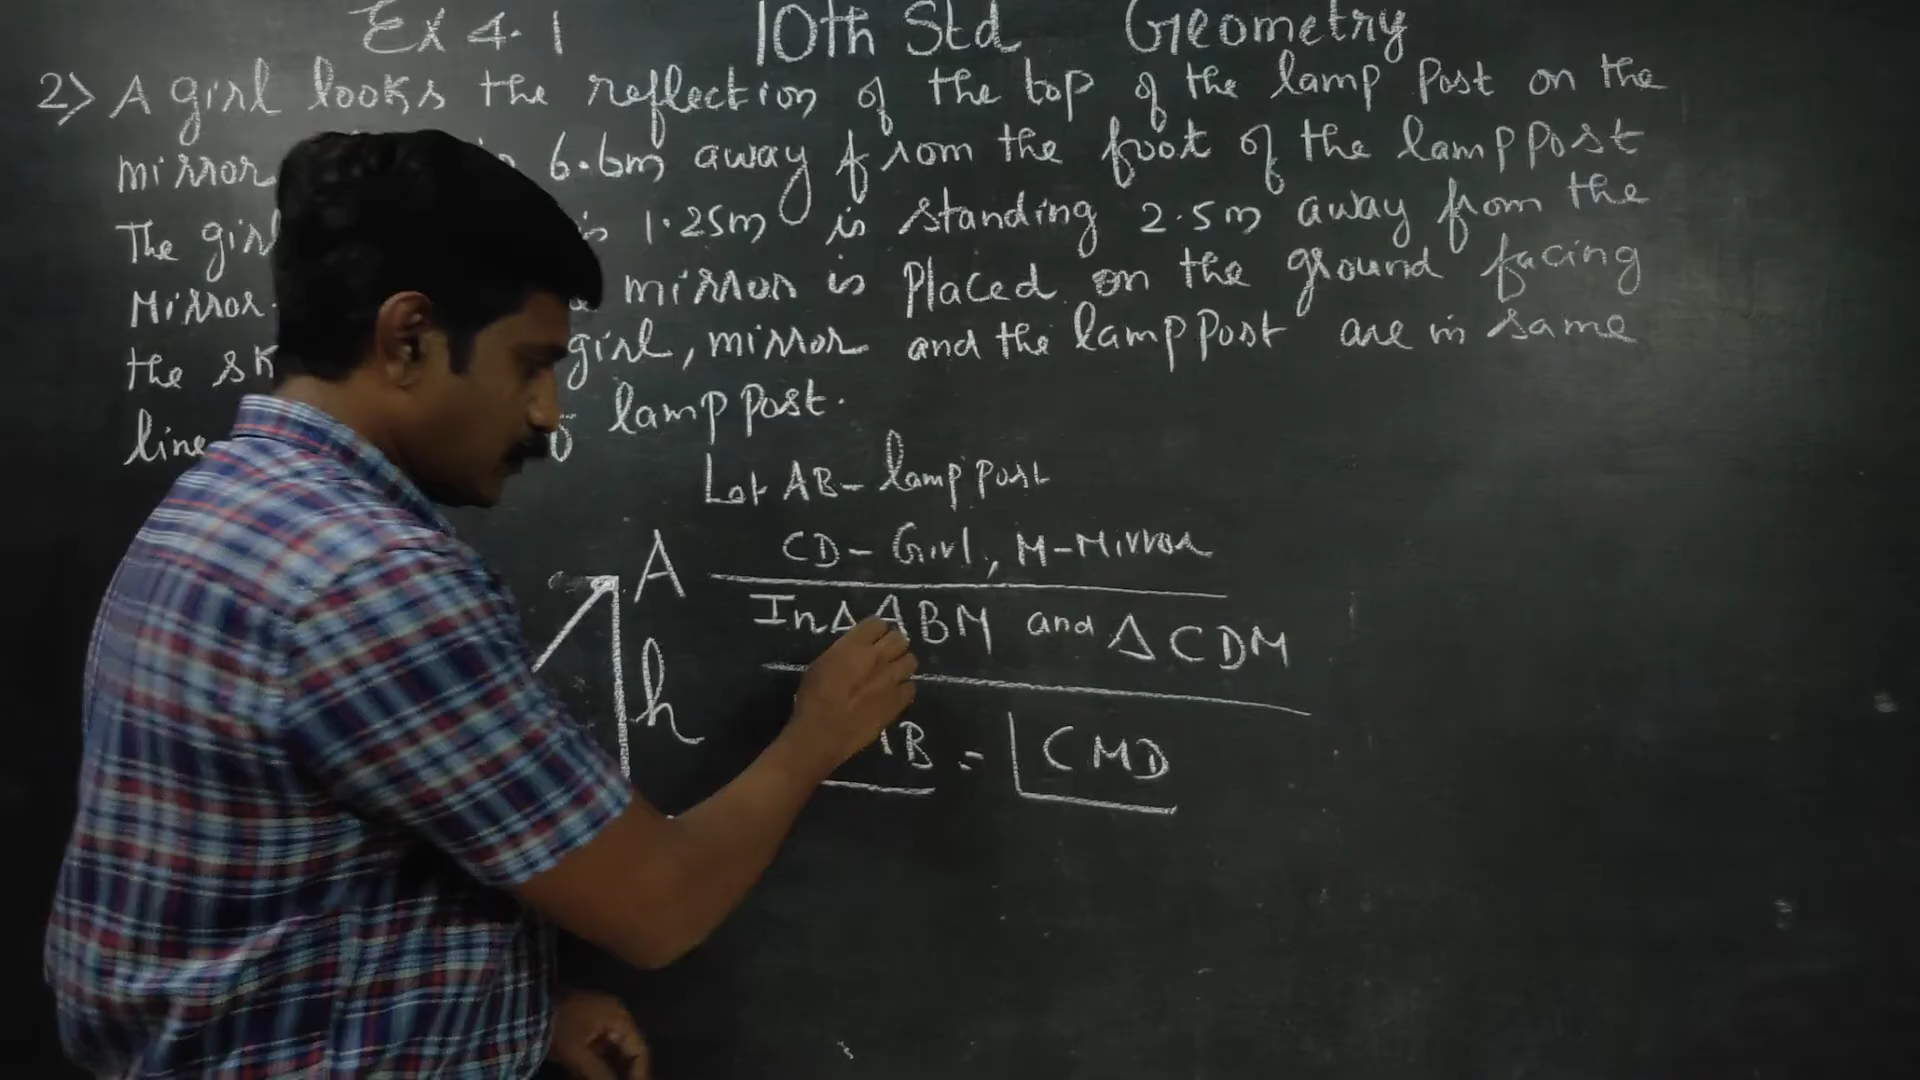 Ex 4.1 10th Std Geometry
2) A girl looks the reflection of the top of the lamp Post on the
mirror 6.6m away from the foot of the lamppost
The girl is 1.25m is standing 2.5m away from the
Mirror. mirror is Placed on the ground facing
the girl, mirror and the lamppost are in same
line lamp post.
Let AB - lamp Post
CD - Girl, M-Mirror
A
In Δ ABM and Δ CDM
h
= CMD